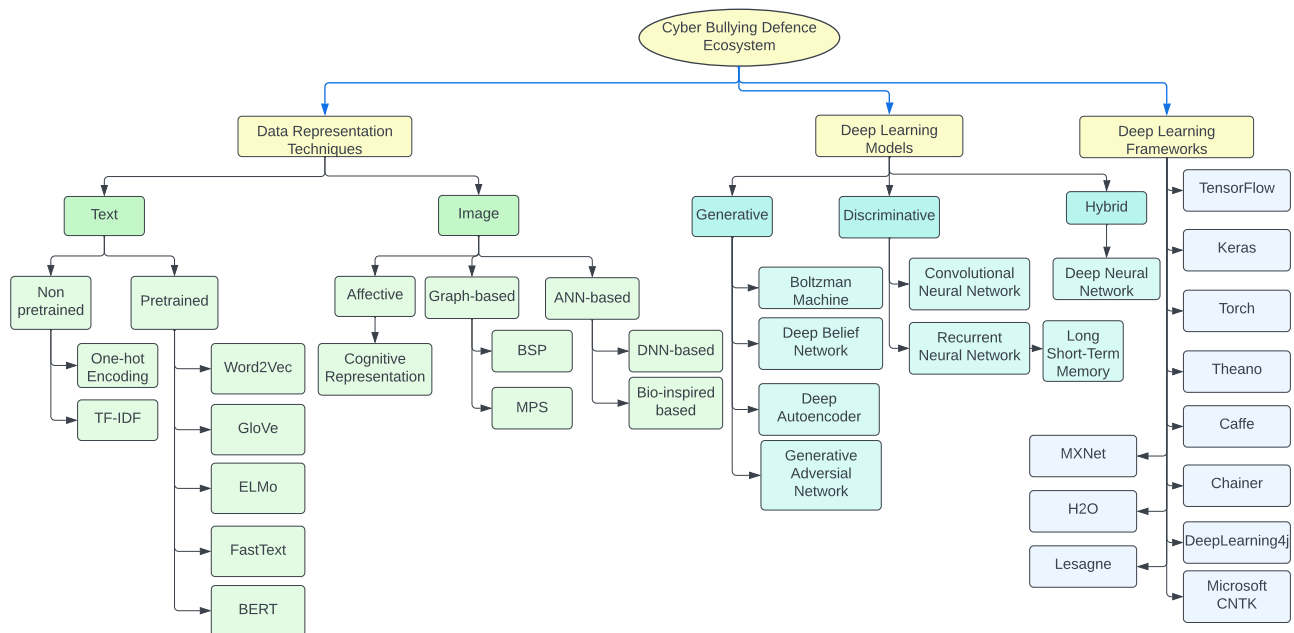 Cyber Bullying Defence
Ecosystem
Data Representation
Techniques
Deep Learning
Models
Deep Learning
Frameworks
Text
Image
Generative
Discriminative
Hybrid
TensorFlow
Keras
Torch
Theano
Caffe
Chainer
DeepLearning4j
Microsoft
CNTK
MXNet
H2O
Lesagne
Non
pretrained
Pretrained
One-hot
Encoding
TF-IDF
Word2Vec
GloVe
ELMo
FastText
BERT
Affective
Graph-based
ANN-based
Cognitive
Representation
BSP
MPS
DNN-based
Bio-inspired
based
Boltzman
Machine
Deep Belief
Network
Deep
Autoencoder
Generative
Adversial
Network
Convolutional
Neural Network
Recurrent
Neural Network
Long
Short-Term
Memory
Deep Neural
Network